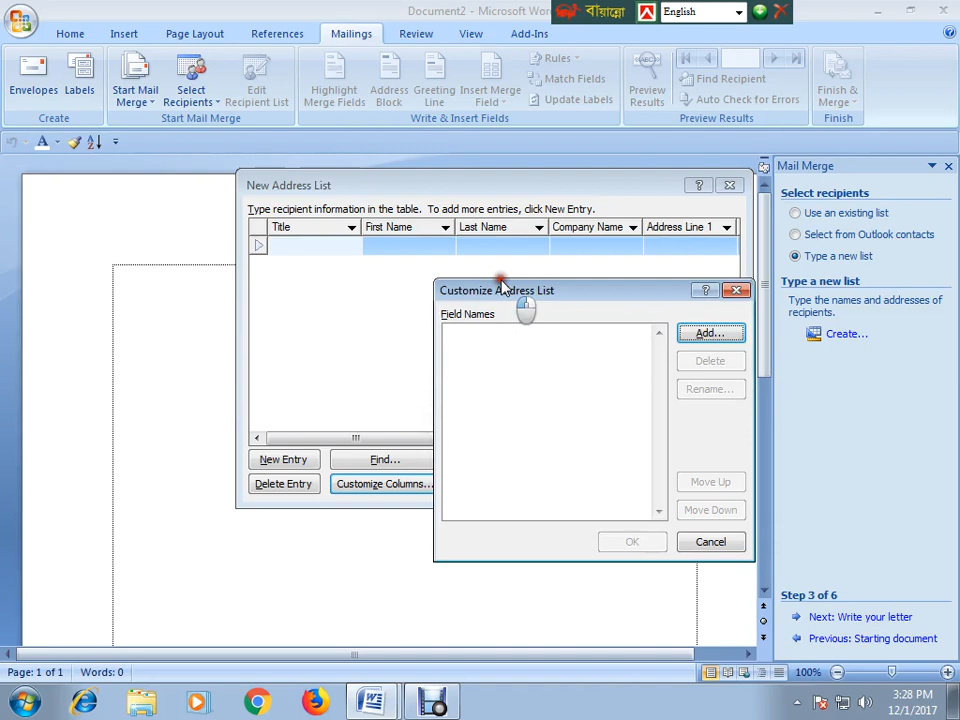 Document2 - Microsoft Wor
বায়ান্নো
English
Home
Insert
Page Layout
References
Mailings
Review
View
Add-Ins
Envelopes
Labels
Create
Start Mail Merge
Select Recipients
Edit Recipient List
Start Mail Merge
Highlight Merge Fields
Address Block
Greeting Line
Insert Merge Field
Rules
Match Fields
Update Labels
Write & Insert Fields
Preview Results
Find Recipient
Auto Check for Errors
Preview Results
Finish & Merge
Finish
Mail Merge
Select recipients
Use an existing list
Select from Outlook contacts
Type a new list
Type a new list
Type the names and addresses of
recipients.
Create...
Step 3 of 6
Next: Write your letter
Previous: Starting document
New Address List
Type recipient information in the table. To add more entries, click New Entry.
Title
First Name
Last Name
Company Name
Address Line 1
New Entry
Find...
Delete Entry
Customize Columns...
Customize Address List
Field Names
Add...
Delete
Rename...
Move Up
Move Down
OK
Cancel
Page: 1 of 1
Words: 0
100%
3:28 PM
12/1/2017